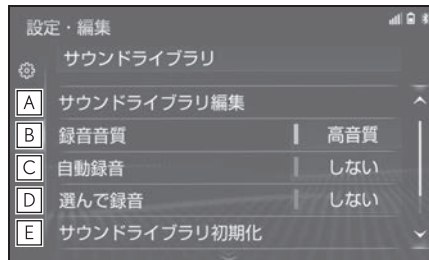 設定・編集
サウンドライブラリ
A サウンドライブラリ編集
B 録音音質 高音質
C 自動録音 しない
D 選んで録音 しない
E サウンドライブラリ初期化